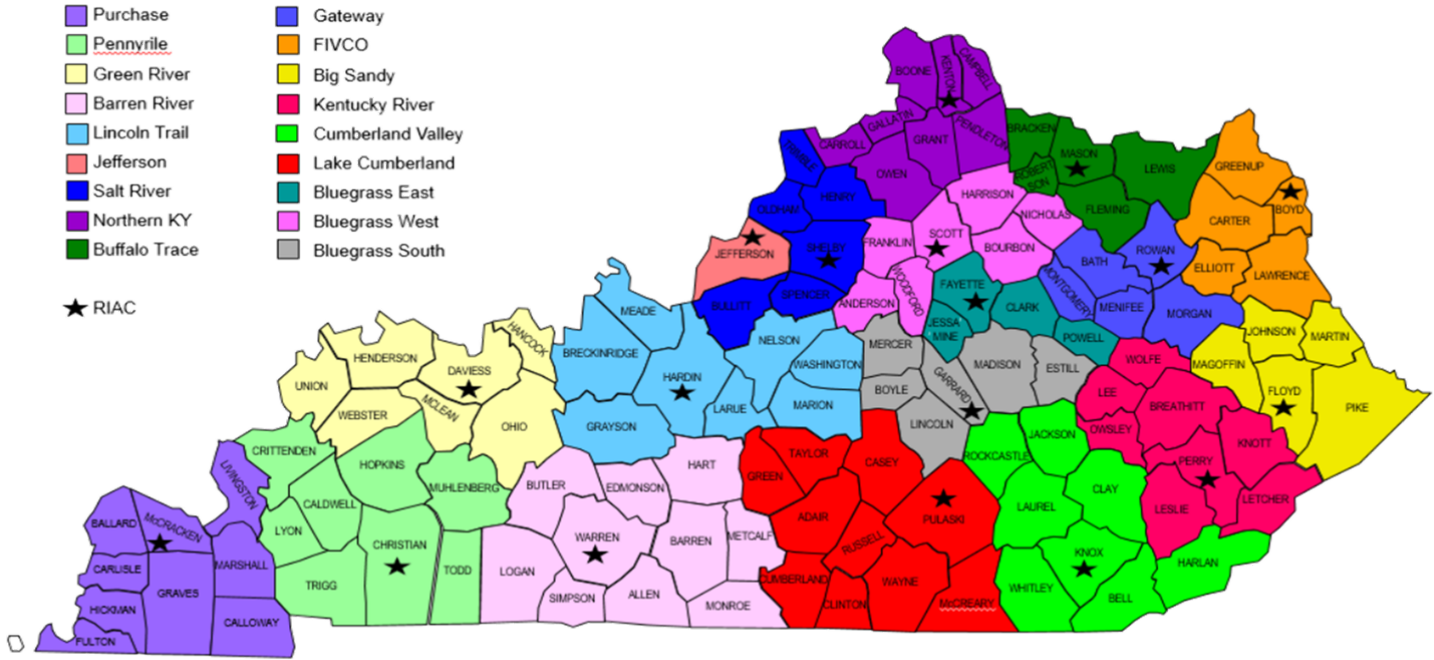 Purchase
Pennyrile
Green River
Barren River
Lincoln Trail
Jefferson
Salt River
Northern KY
Buffalo Trace
Gateway
FIVCO
Big Sandy
Kentucky River
Cumberland Valley
Lake Cumberland
Bluegrass East
Bluegrass West
Bluegrass South
RIAC
BOONE
KENTON
CAMPBELL
GALLATIN
CARROLL
GRANT
PENDLETON
OWEN
TRIMBLE
BRACKEN
MASON
ROBERT
SON
LEWIS
FLEMING
GREENUP
CARTER
BOYD
ELLIOTT
LAWRENCE
OLDHAM
HENRY
HARRISON
NICHOLAS
JEFFERSON
SHELBY
FRANKLIN
SCOTT
BOURBON
BATH
ROWAN
BULLITT
SPENCER
ANDERSON
WOODFORD
FAYETTE
CLARK
MONTGOMERY
MENIFEE
MORGAN
JESSA
MINE
POWELL
MEADE
BRECKINRIDGE
HARDIN
NELSON
WASHINGTON
LARUE
MARION
GRAYSON
MERCER
BOYLE
GARRARD
MADISON
ESTILL
LINCOLN
WOLFE
LEE
BREATHITT
OWSLEY
PERRY
KNOTT
LESLIE
LETCHER
MAGOFFIN
JOHNSON
MARTIN
FLOYD
PIKE
HANCOCK
HENDERSON
DAVIESS
UNION
WEBSTER
MCLEAN
OHIO
CRITTENDEN
HOPKINS
MUHLENBERG
CALDWELL
LYON
CHRISTIAN
TRIGG
TODD
LIVINGSTON
BALLARD
McCRACKEN
CARLISLE
GRAVES
MARSHALL
HICKMAN
FULTON
CALLOWAY
BUTLER
EDMONSON
HART
WARREN
BARREN
METCALF
LOGAN
SIMPSON
ALLEN
MONROE
GREEN
TAYLOR
CASEY
ADAIR
RUSSELL
PULASKI
CUMBERLAND
CLINTON
WAYNE
McCREARY
ROCKCASTLE
JACKSON
LAUREL
CLAY
WHITLEY
KNOX
BELL
HARLAN